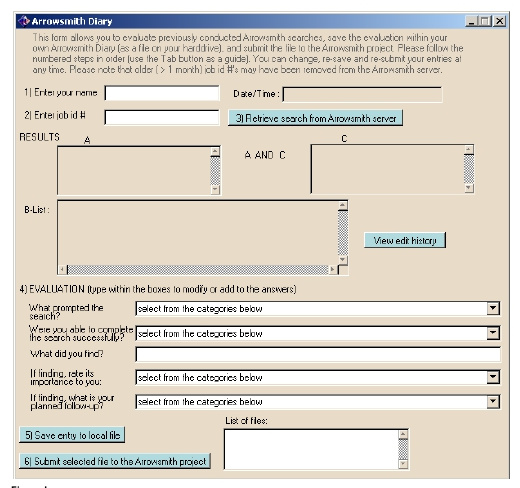 Arrowsmith Diary
This form allows you to evaluate previously conducted Arrowsmith searches, save the evaluation within your
own Arrowsmith Diary (as a file on your harddrive), and submit the file to the Arrowsmith project. Please follow the
numbered steps in order (use the Tab button as a guide). You can change, re-save and re-submit your entries at
any time. Please note that older ( > 1 month) job id #'s may have been removed from the Arrowsmith server.
1) Enter your name Date/Time:
2) Enter job id # 3) Retrieve search from Arrowsmith server
RESULTS A C
A AND C
B-List:
View edit history
4) EVALUATION (type within the boxes to modify or add to the answers)
What prompted the
search? select from the categories below
Were you able to complete
the search successfully? select from the categories below
What did you find?
If finding, rate its
importance to you: select from the categories below
If finding, what is your
planned follow-up? select from the categories below
List of files:
5) Save entry to local file
6) Submit selected file to the Arrowsmith project